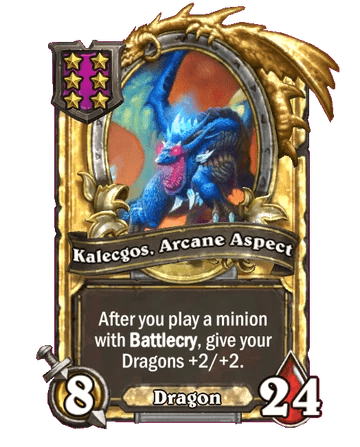 Kalecgos, Arcane Aspect
After you play a minion
with Battlecry, give your
Dragons +2/+2.
8
Dragon
24